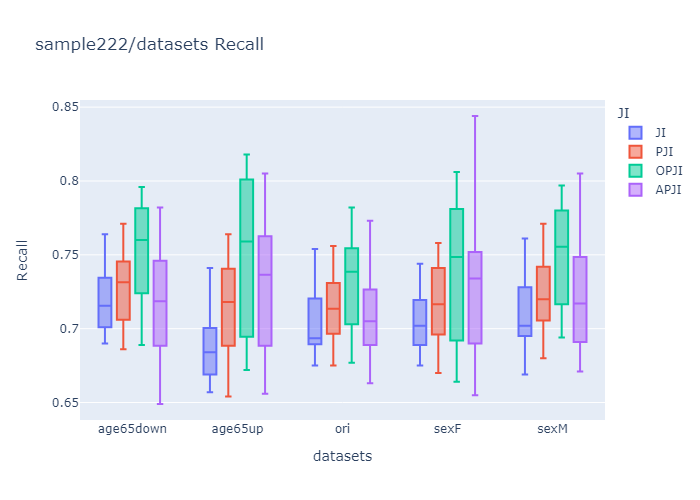 sample222/datasets Recall
JI
JI
PJI
OPJI
APJI
Recall
0.85
0.8
0.75
0.7
0.65
age65down age65up ori sexF sexM
datasets